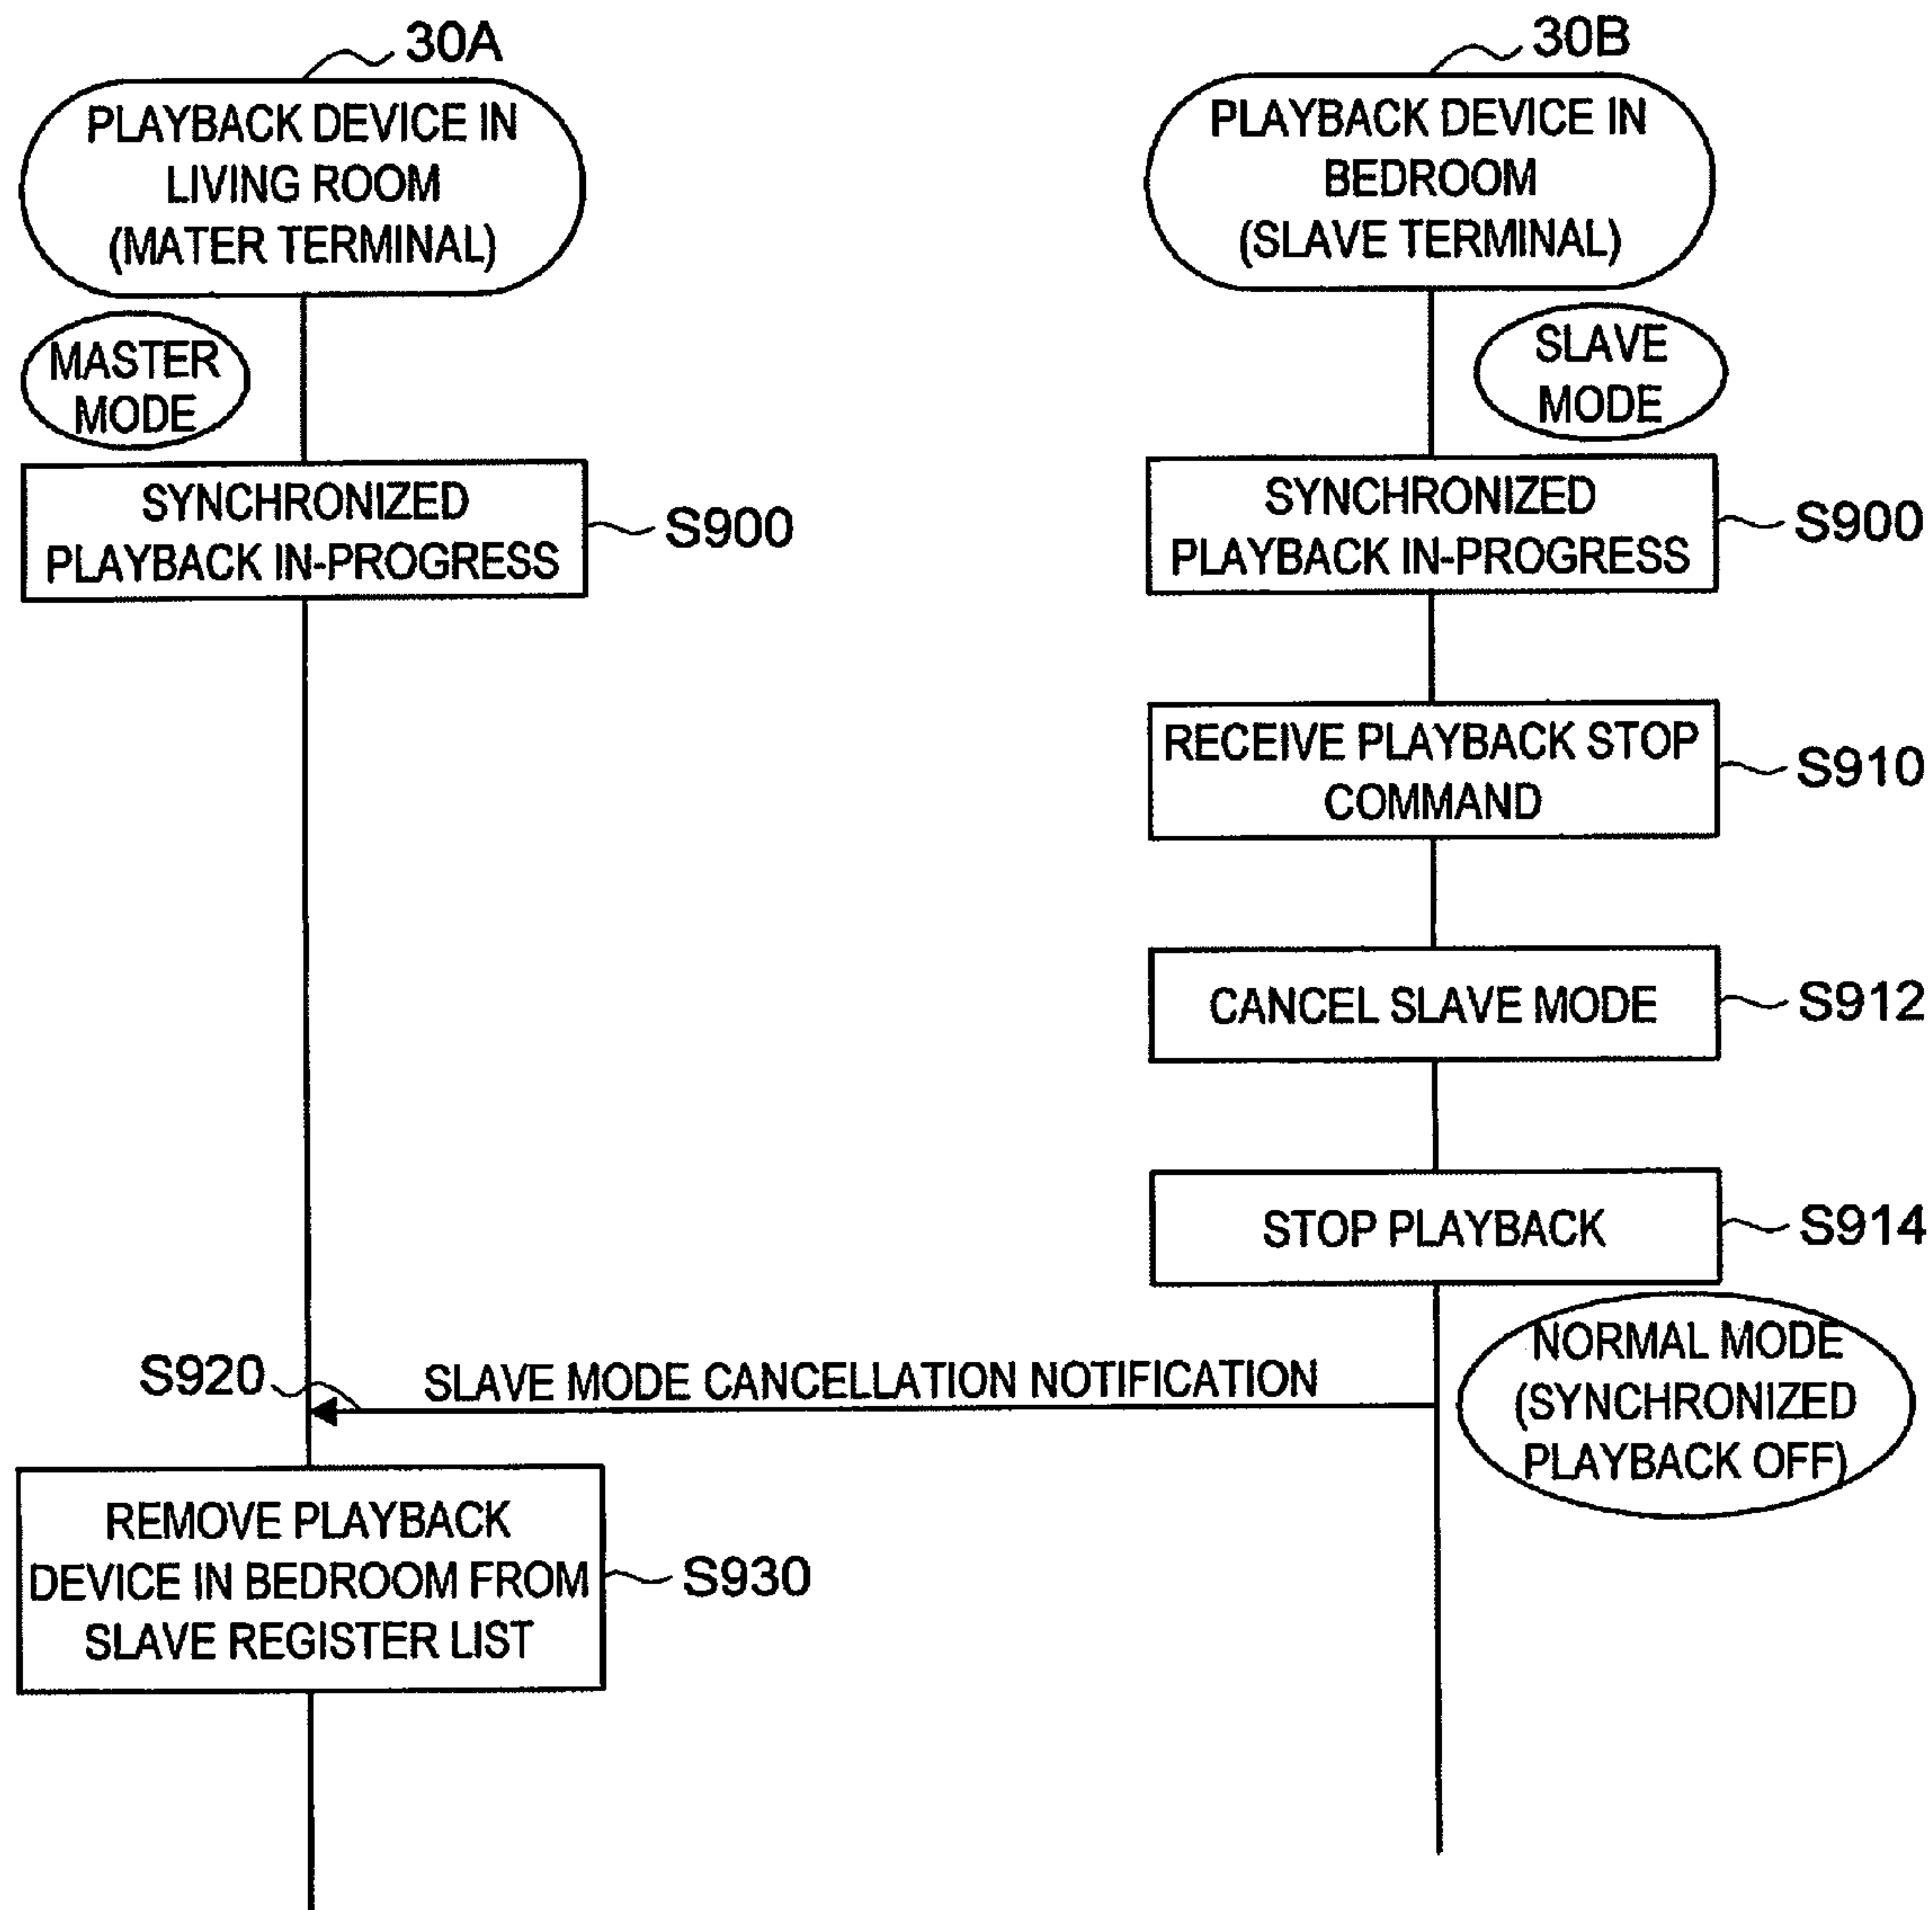 30A
PLAYBACK DEVICE IN
LIVING ROOM
(MATER TERMINAL)
MASTER
MODE
SYNCHRONIZED
PLAYBACK IN-PROGRESS
S900
30B
PLAYBACK DEVICE IN
BEDROOM
(SLAVE TERMINAL)
SLAVE
MODE
SYNCHRONIZED
PLAYBACK IN-PROGRESS
S900
RECEIVE PLAYBACK STOP
COMMAND
S910
CANCEL SLAVE MODE
S912
STOP PLAYBACK
S914
NORMAL MODE
(SYNCHRONIZED
PLAYBACK OFF)
S920
SLAVE MODE CANCELLATION NOTIFICATION
REMOVE PLAYBACK
DEVICE IN BEDROOM FROM
SLAVE REGISTER LIST
S930